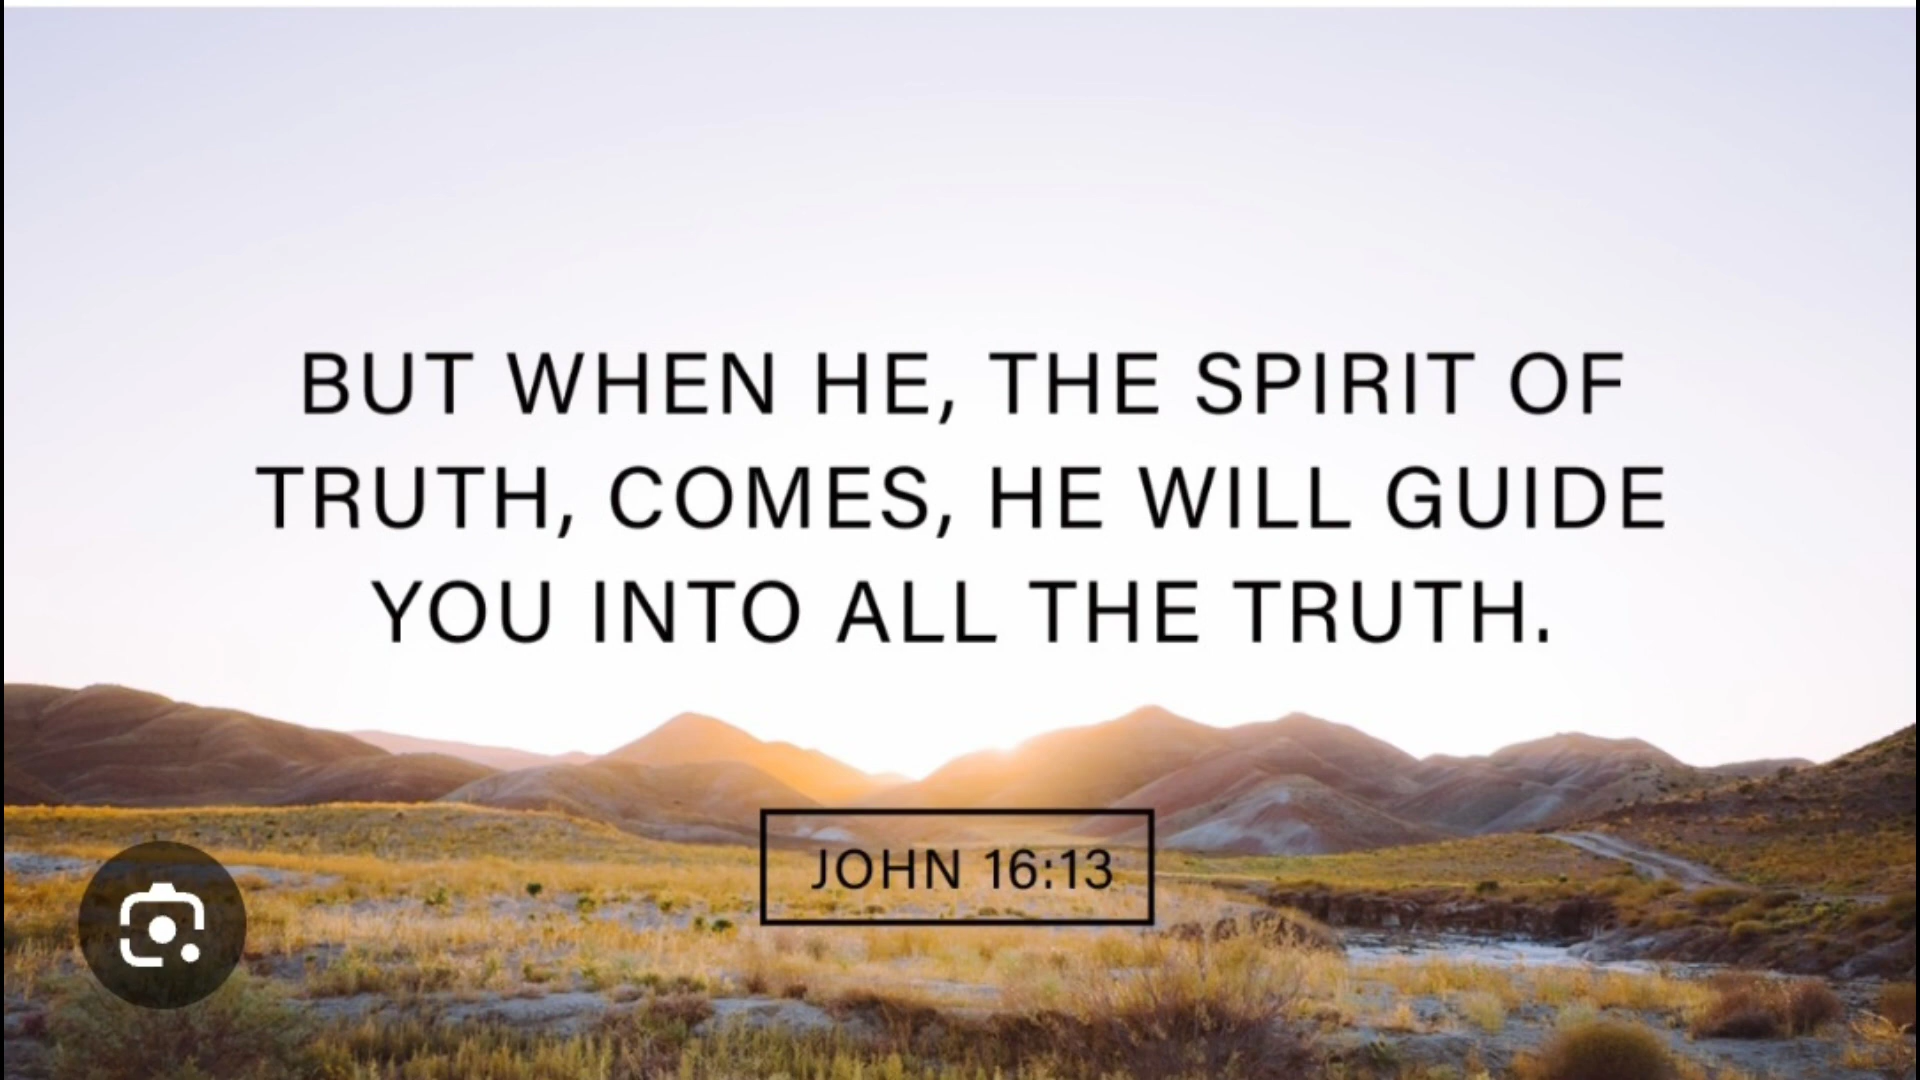 BUT WHEN HE, THE SPIRIT OF
TRUTH, COMES, HE WILL GUIDE
YOU INTO ALL THE TRUTH.
JOHN 16:13